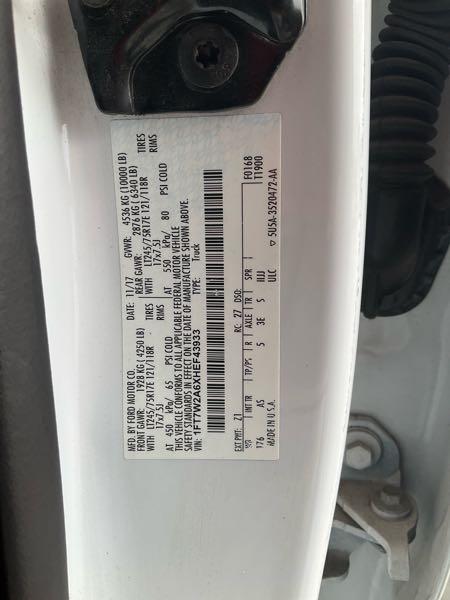 MFD. BY FORD MOTOR CO.
DATE: 11/17 GVWR: 4536 KG (10000 LB)
FRONT GAWR: 1928 KG (4250 LB) REAR GAWR: 2876 KG (6340 LB)
LT245/75R17E 121/118R TIRES WITH LT245/75R17E 121/118R TIRES
17x7.5J RIMS 17x7.5J RIMS
AT 450 kPa/ 65 PSI COLD AT 550 kPa/ 80 PSI COLD
THIS VEHICLE CONFORMS TO ALL APPLICABLE FEDERAL MOTOR VEHICLE
SAFETY STANDARDS IN EFFECT ON THE DATE OF MANUFACTURE SHOWN ABOVE.
VIN: 1FT7W2A6XHEF43933
TYPE: Truck
F0168
T1900
EXT PNT: Z1 RC: 27 DSO:
WB INT TR TP/PS R AXLE TR SPR
176 AS 5 3E S IIJJ
MADE IN U.S.A. ULC
5U5A-3520472-AA